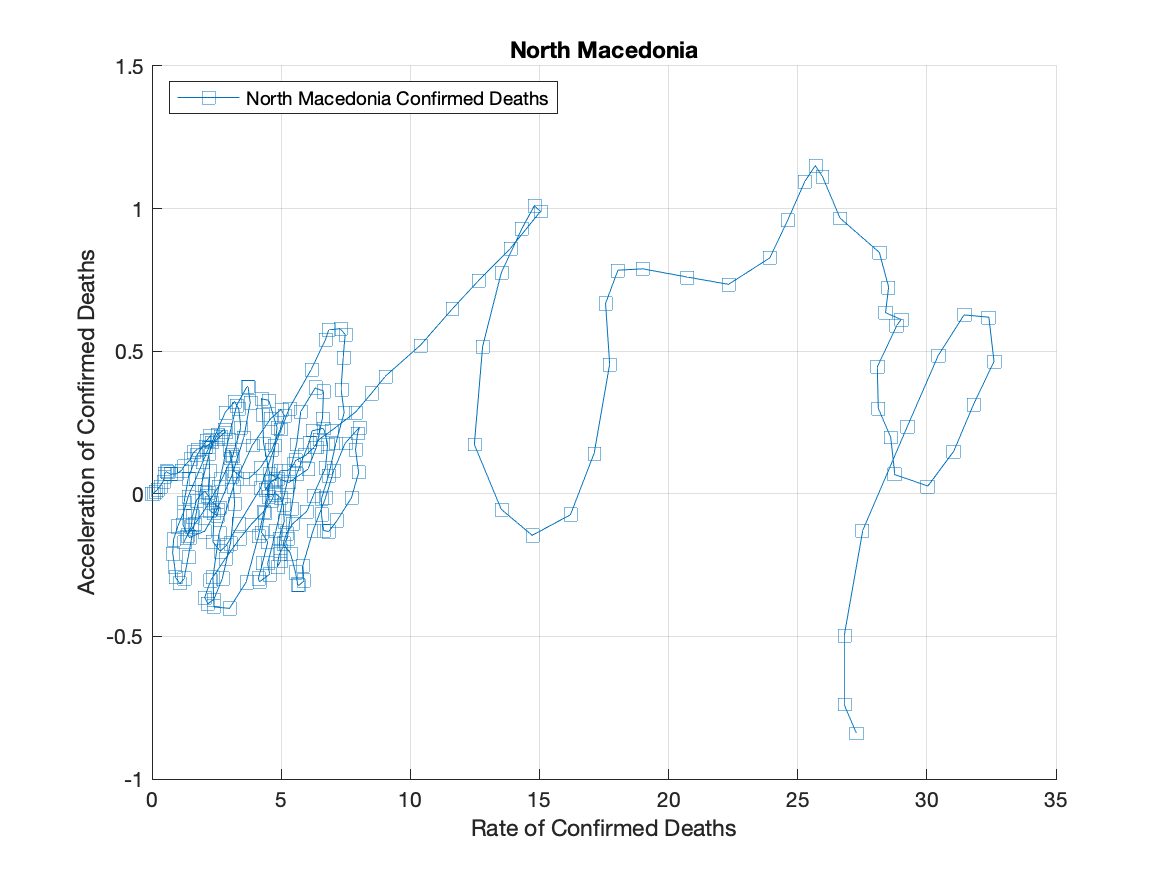 North Macedonia
1.5
North Macedonia Confirmed Deaths
1
0.5
0
-0.5
-1
Acceleration of Confirmed Deaths
0 5 10 15 20 25 30 35
Rate of Confirmed Deaths